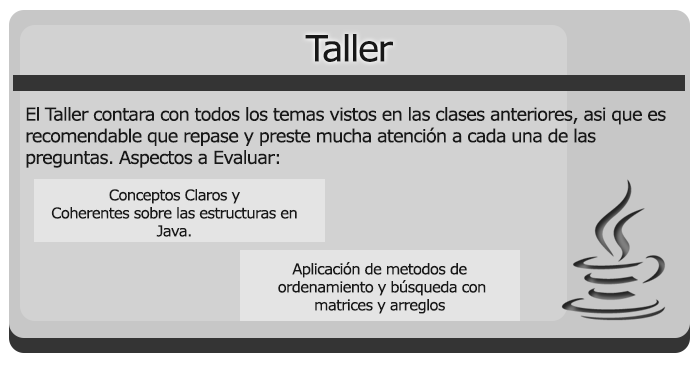 Taller
El Taller contara con todos los temas vistos en las clases anteriores, asi que es
recomendable que repase y preste mucha atención a cada una de las
preguntas. Aspectos a Evaluar:
Conceptos Claros y
Coherentes sobre las estructuras en
Java.
Aplicación de metodos de
ordenamiento y búsqueda con
matrices y arreglos